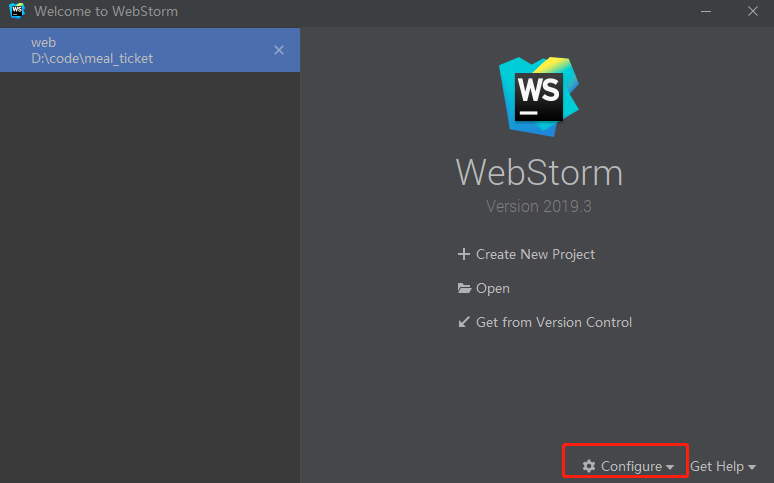 Welcome to WebStorm
web
D:\code\meal_ticket
WS
WebStorm
Version 2019.3
Create New Project
Open
Get from Version Control
Configure
Get Help